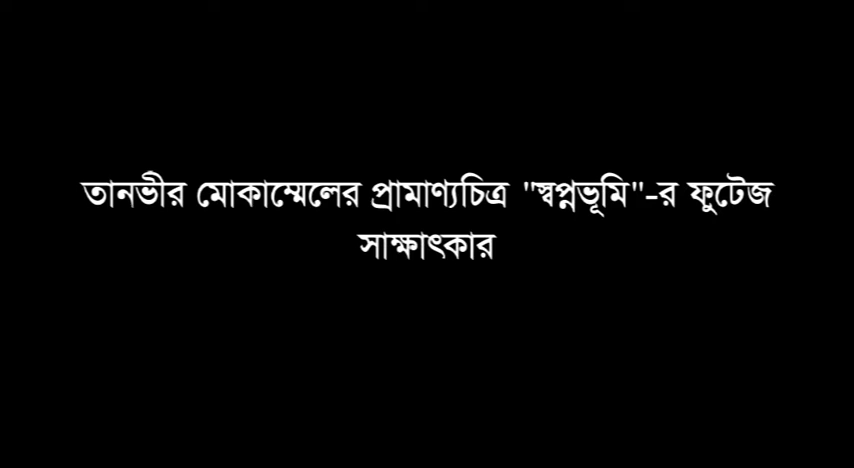 তানভীর মোকাম্মেলের প্রামাণ্যচিত্র "স্বপ্নভূমি"-র ফুটেজ
সাক্ষাৎকার